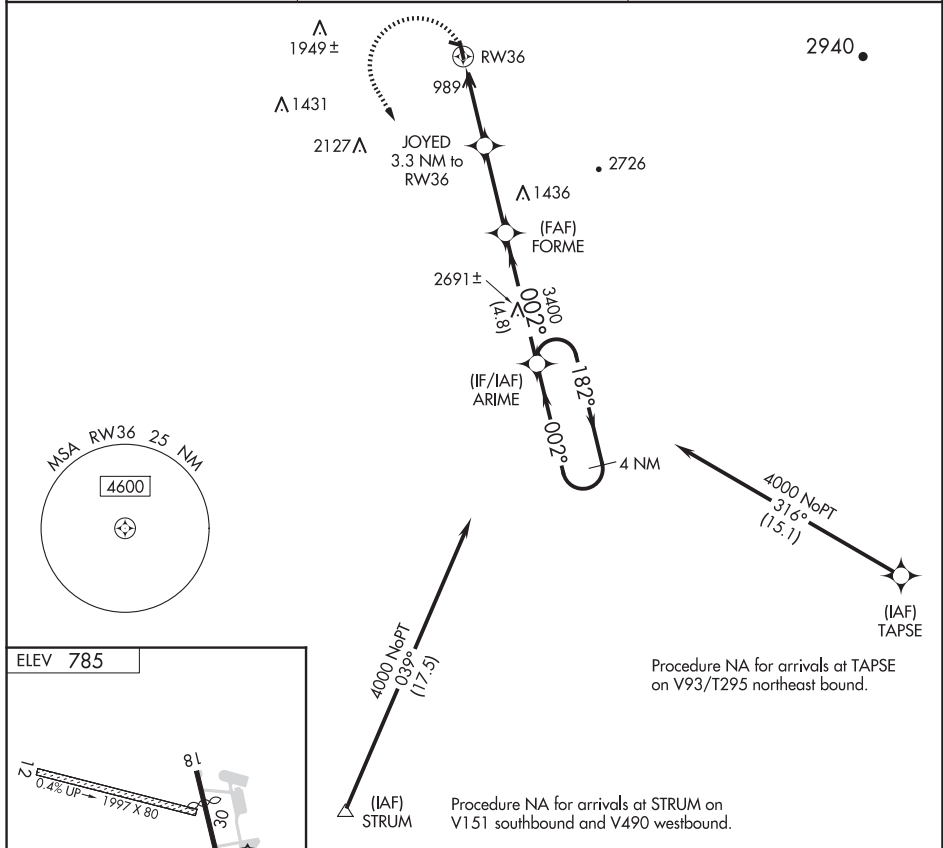 1949 ±
RW36
2940
989
1431
2127
JOYED
3.3 NM to
RW36
2726
1436
(FAF)
FORME
2691±
3400
002°
(4.8)
(IF/IAF)
ARIME
182°
002°
4 NM
MSA RW36 25 NM
4600
4000 NoPT
316°
(15.1)
(IAF)
TAPSE
4000 NoPT
039°
(17.5)
Procedure NA for arrivals at TAPSE
on V93/T295 northeast bound.
ELEV 785
18
12
0.4% UP
1997 X 80
30
(IAF)
STRUM
Procedure NA for arrivals at STRUM on
V151 southbound and V490 westbound.